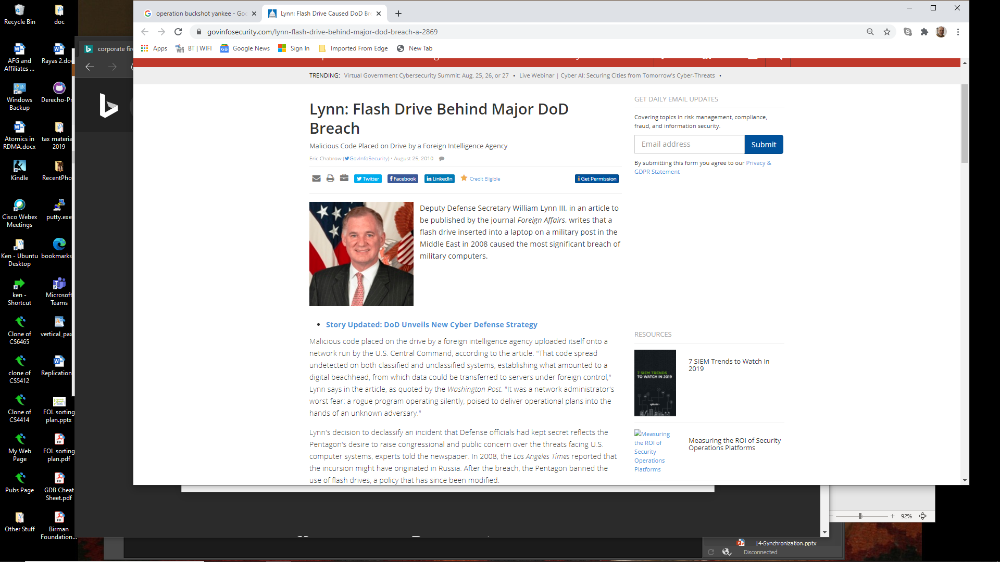 Recycle Bin
doc
AFG and
Affiliates ...
Rayas 2.do
Windows
Backup
Derecho-Pr
Atomics in
RDMA.docx
tax materia
2019
Kindle
RecentPho
Cisco Webex
Meetings
putty.exe
Ken - Ubuntu
Desktop
bookmarks
ken -
Shortcut
Microsoft
Teams
Clone of
CS6465
vertical_pax
clone of
CS5412
Replication
Clone of
CS4414
FOL sorting
plan.pptx
My Web
Page
FOL sorting
plan.pdf
Pubs Page
GDB Cheat
Sheet.pdf
Other Stuff
Birman
Foundation...
corporate fire
operation buckshot yankee - Goo
Lynn: Flash Drive Caused DoD Br
govinfosecurity.com/lynn-flash-drive-behind-major-dod-breach-a-2869
Apps
BT | WIFI
Google News
Sign In
Imported From Edge
New Tab
TRENDING: Virtual Government Cybersecurity Summit: Aug. 25, 26, or 27 • Live Webinar | Cyber AI: Securing Cities from Tomorrow's Cyber-Threats •
Lynn: Flash Drive Behind Major DoD
Breach
Malicious Code Placed on Drive by a Foreign Intelligence Agency
Eric Chabrow (GovInfoSecurity) • August 25, 2010
Twitter
Facebook
LinkedIn
Credit Eligible
Get Permission
Deputy Defense Secretary William Lynn III, in an article to
be published by the journal Foreign Affairs, writes that a
flash drive inserted into a laptop on a military post in the
Middle East in 2008 caused the most significant breach of
military computers.
• Story Updated: DoD Unveils New Cyber Defense Strategy
Malicious code placed on the drive by a foreign intelligence agency uploaded itself onto a
network run by the U.S. Central Command, according to the article. "That code spread
undetected on both classified and unclassified systems, establishing what amounted to a
digital beachhead, from which data could be transferred to servers under foreign control,"
Lynn says in the article, as quoted by the Washington Post. "It was a network administrator's
worst fear: a rogue program operating silently, poised to deliver operational plans into the
hands of an unknown adversary."
Lynn's decision to declassify an incident that Defense officials had kept secret reflects the
Pentagon's desire to raise congressional and public concern over the threats facing U.S.
computer systems, experts told the newspaper. In 2008, the Los Angeles Times reported that
the incursion might have originated in Russia. After the breach, the Pentagon banned the
use of flash drives, a policy that has since been modified.
GET DAILY EMAIL UPDATES
Covering topics in risk management, compliance,
fraud, and information security.
Email address
Submit
By submitting this form you agree to our Privacy &
GDPR Statement
RESOURCES
7 SIEM TRENDS
TO WATCH IN 2019
splunk>
7 SIEM Trends to Watch in
2019
Measuring
the ROI of
Security
Operations
Platforms
Measuring the ROI of Security
Operations Platforms
92%
14-Synchronization.pptx
Disconnected